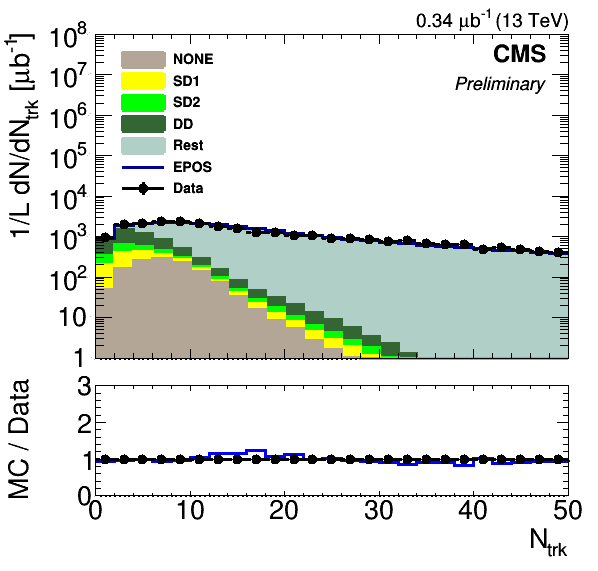 0.34 μb⁻¹ (13 TeV)
1/L dN/dN_trk [μb⁻¹]
10⁸
10⁷
10⁶
10⁵
10⁴
10³
10²
10
1
CMS
Preliminary
NONE
SD1
SD2
DD
Rest
EPOS
Data
MC / Data
3
2
1
0
0 10 20 30 40 50
N_trk